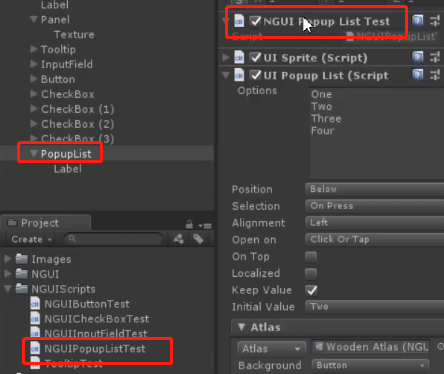 Label
Panel
Texture
Tooltip
InputField
Button
CheckBox
CheckBox (1)
CheckBox (2)
CheckBox (3)
PopupList
Label
Project
Create
Images
NGUI
NGUIScripts
NGUIButtonTest
NGUICheckBoxTest
NGUIInputFieldTest
NGUIPopupListTest
TooltipTest
NGUI Popup List Test
Script NGUIPopupList
UI Sprite (Script)
UI Popup List (Script
Options
One
Two
Three
Four
Position Below
Selection On Press
Alignment Left
Open on Click Or Tap
On Top
Localized
Keep Value
Initial Value Two
Atlas
Atlas Wooden Atlas (NGU
Background Button